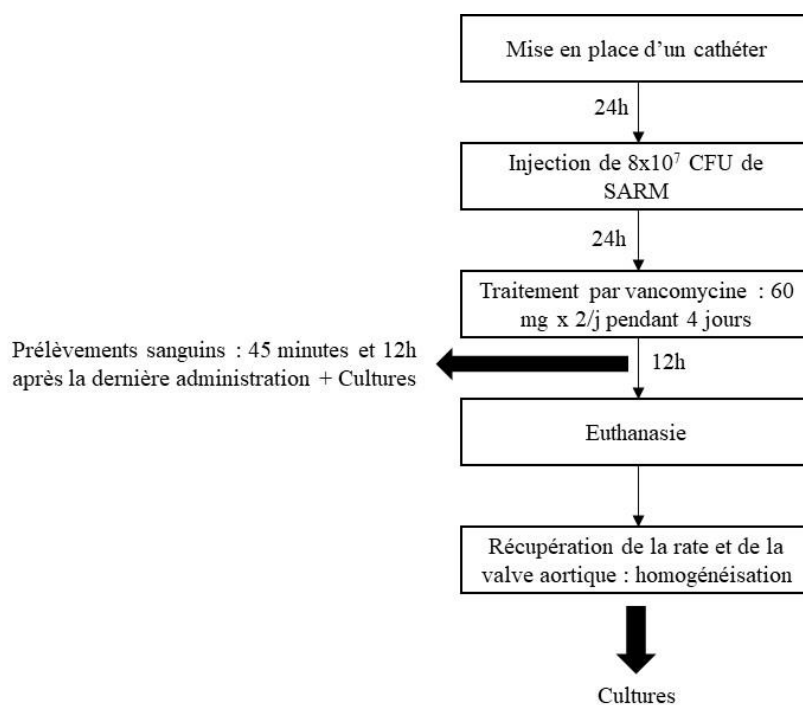 Mise en place d’un cathéter
24h
Injection de 8x10⁷ CFU de
SARM
24h
Traitement par vancomycine : 60
mg x 2/j pendant 4 jours
Prélèvements sanguins : 45 minutes et 12h
après la dernière administration + Cultures
12h
Euthanasie
Récupération de la rate et de la
valve aortique : homogénéisation
Cultures